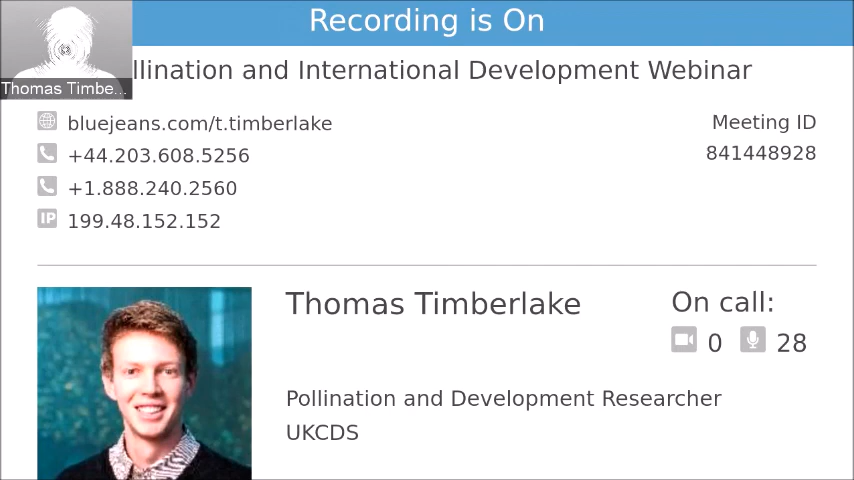 Recording is On
Thomas Timbe...
llination and International Development Webinar
bluejeans.com/t.timberlake
Meeting ID
+44.203.608.5256
841448928
+1.888.240.2560
IP
199.48.152.152
Thomas Timberlake
On call:
0
28
Pollination and Development Researcher
UKCDS